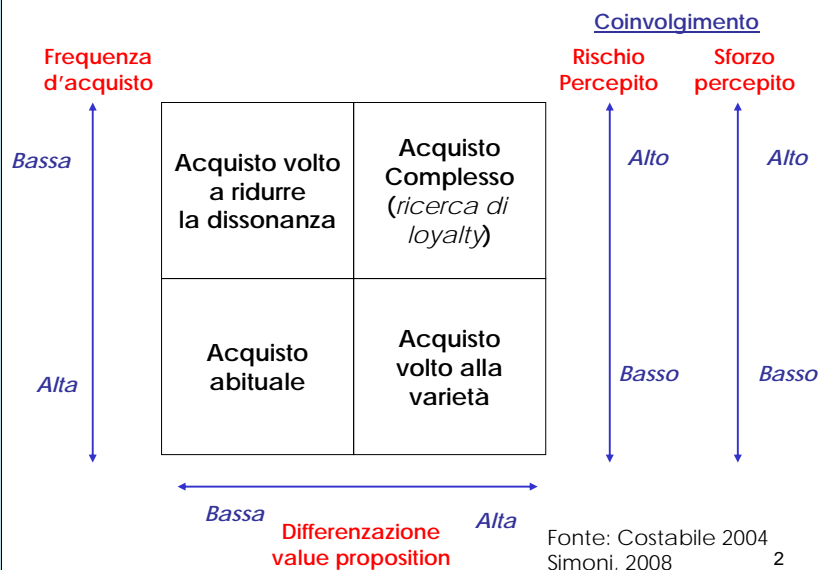 Coinvolgimento
Frequenza
d'acquisto
Rischio
Percepito
Sforzo
percepito
Bassa
Acquisto volto
a ridurre
la dissonanza
Acquisto
Complesso
(ricerca di
loyalty)
Alto
Alto
Alta
Acquisto
abituale
Acquisto
volto alla
varietà
Basso
Basso
Bassa
Alta
Differenzazione
value proposition
Fonte: Costabile 2004
Simoni, 2008
2